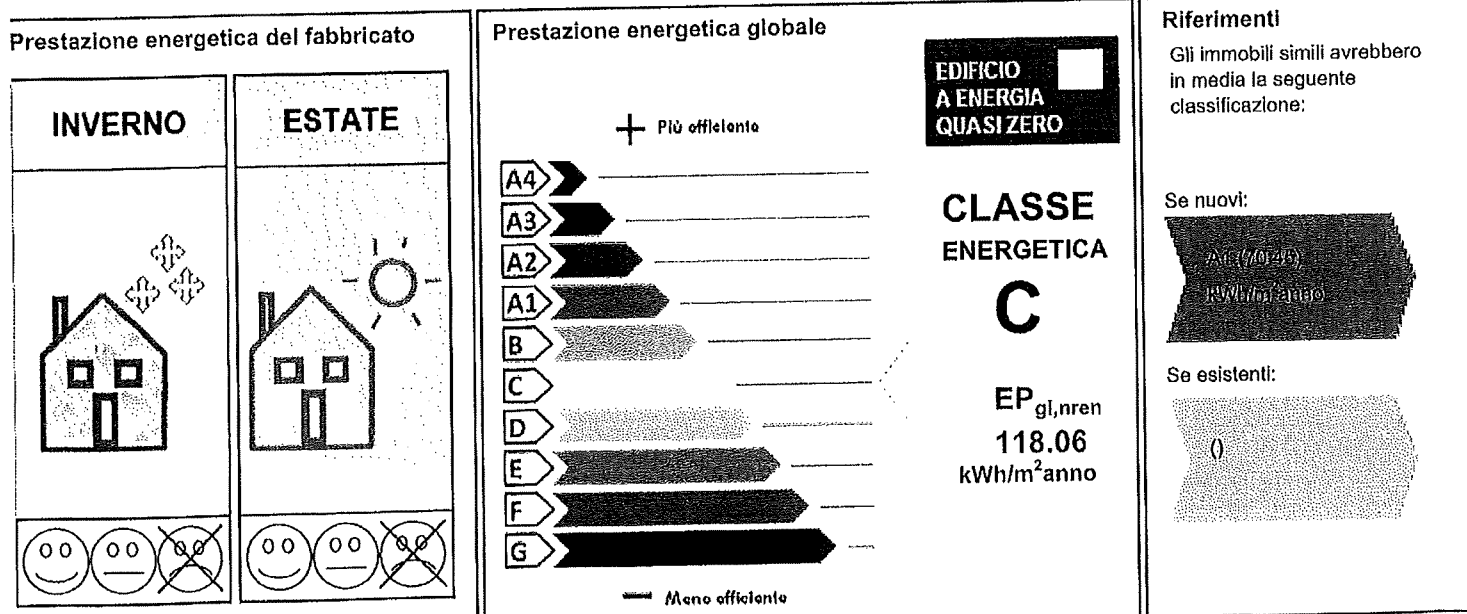 Prestazione energetica del fabbricato
INVERNO
ESTATE
Prestazione energetica globale
+ Più efficiente
A4
A3
A2
A1
B
C
D
E
F
G
— Meno efficiente
EDIFICIO
A ENERGIA
QUASI ZERO
CLASSE
ENERGETICA
C
EPgl,nren
118.06
kWh/m²anno
Riferimenti
Gli immobili simili avrebbero
in media la seguente
classificazione:
Se nuovi:
kWh/m²anno
Se esistenti:
()